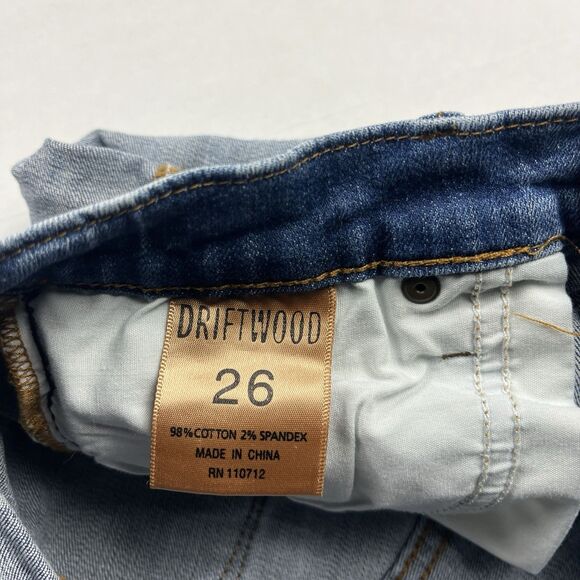 DRIFTWOOD
26
98% COTTON 2% SPANDEX
MADE IN CHINA
RN 110712